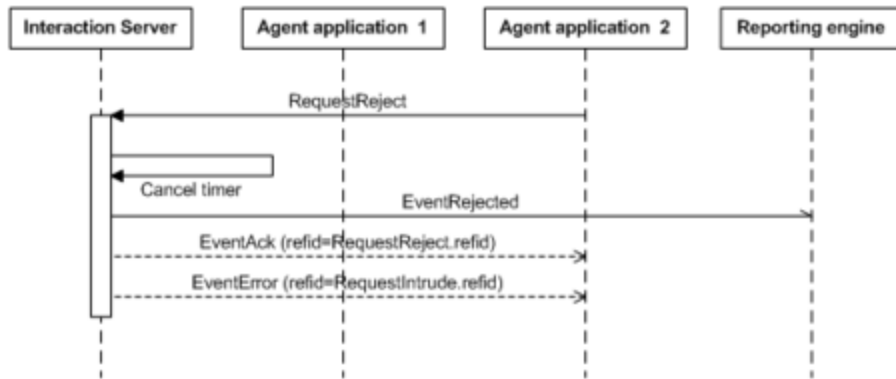 Interaction Server
Agent application 1
Agent application 2
Reporting engine
RequestReject
Cancel timer
EventRejected
EventAck (refid=RequestReject.refid)
EventError (refid=RequestIntrude.refid)